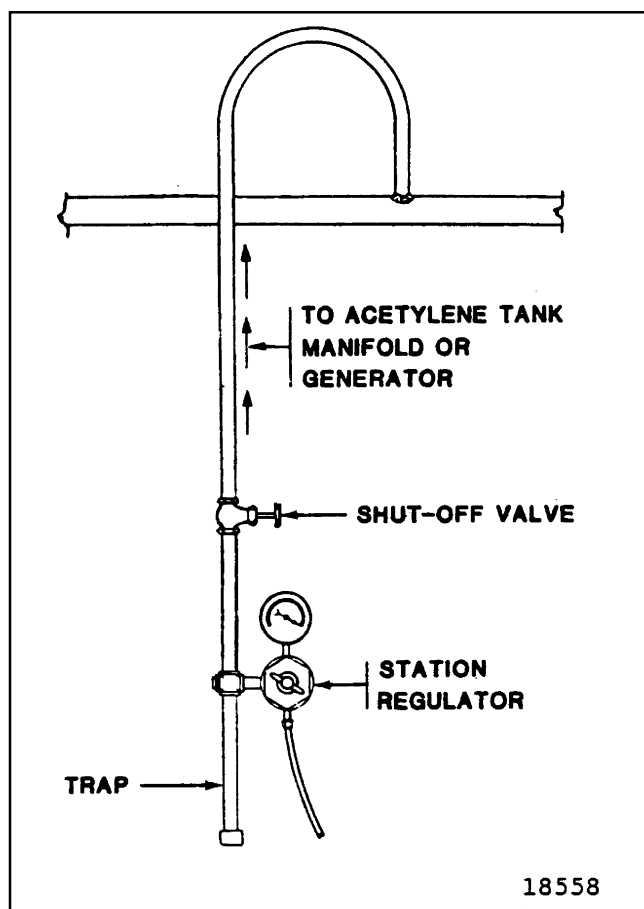 TO ACETYLENE TANK
MANIFOLD OR
GENERATOR
SHUT-OFF VALVE
STATION
REGULATOR
TRAP
18558